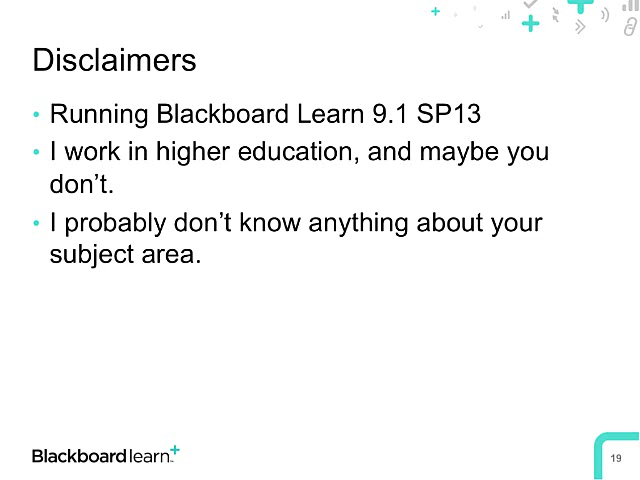 Disclaimers
• Running Blackboard Learn 9.1 SP13
• I work in higher education, and maybe you
don’t.
• I probably don’t know anything about your
subject area.
Blackboard learn+
19